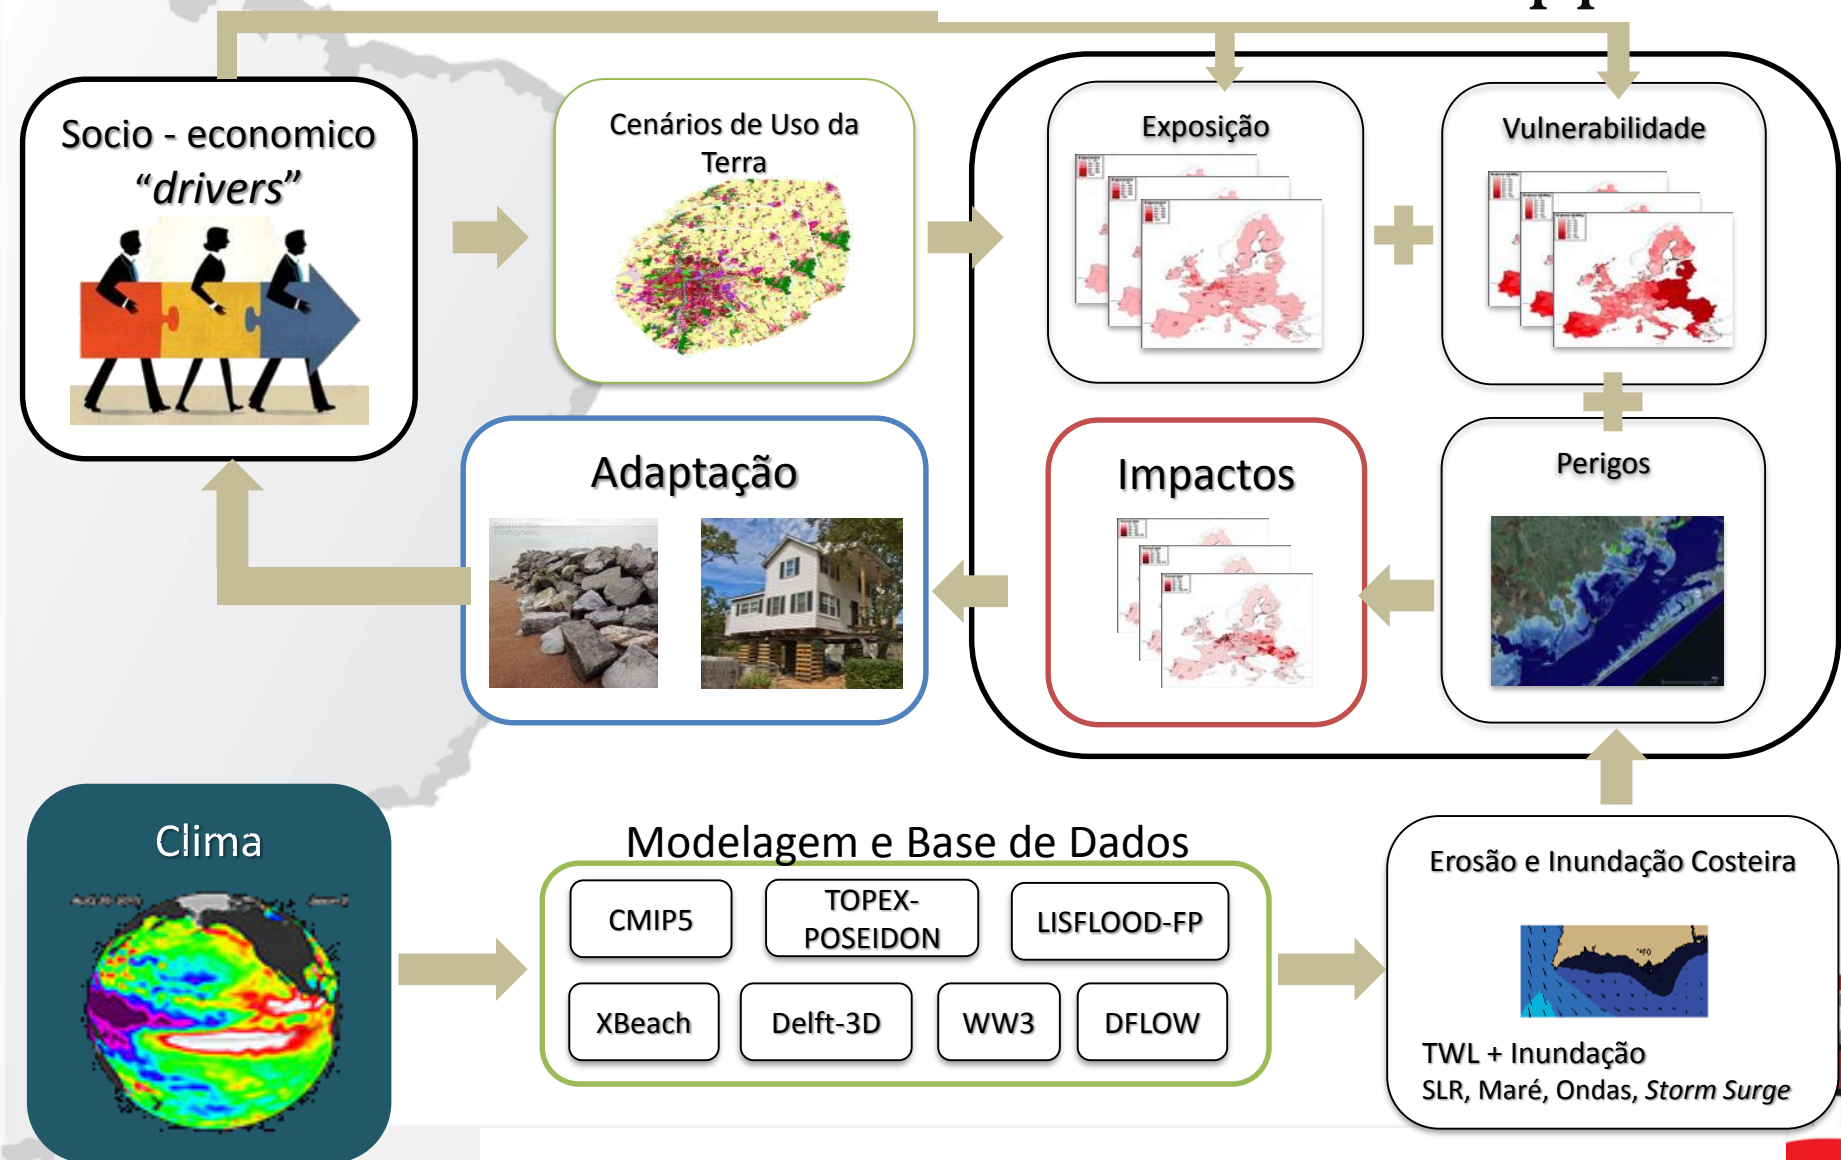 Socio - economico
“drivers”
Cenários de Uso da
Terra
Exposição
Vulnerabilidade
Adaptação
Impactos
Perigos
Clima
Modelagem e Base de Dados
CMIP5
TOPEX-
POSEIDON
LISFLOOD-FP
XBeach
Delft-3D
WW3
DFLOW
Erosão e Inundação Costeira
TWL + Inundação
SLR, Maré, Ondas, Storm Surge